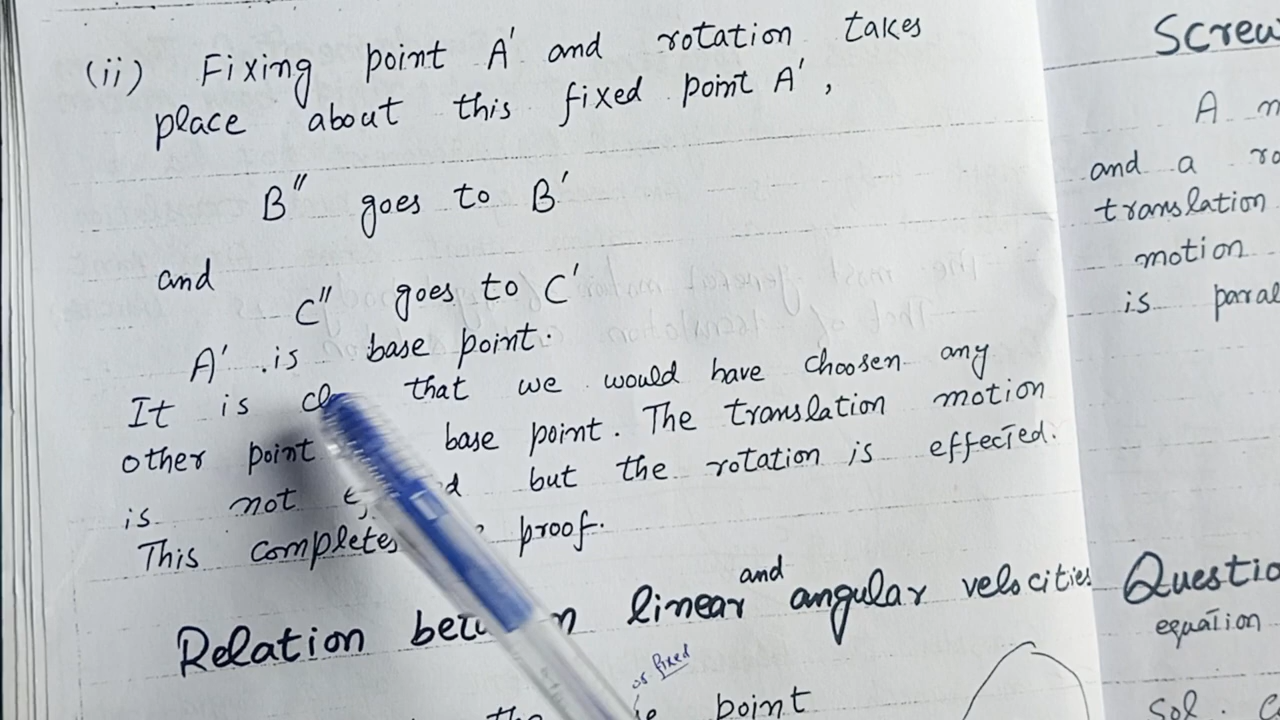 (ii) Fixing point A' and rotation takes
place about this fixed point A',
B" goes to B'
and
C" goes to C'
A' is base point.
It is that we would have choosen any
other point base point. The translation motion
is not but the rotation is effected.
This completes proof.
Relation linear and angular velocities
or fixed
point
Screw
A
and a
translation
motion
is
equation
Sol.